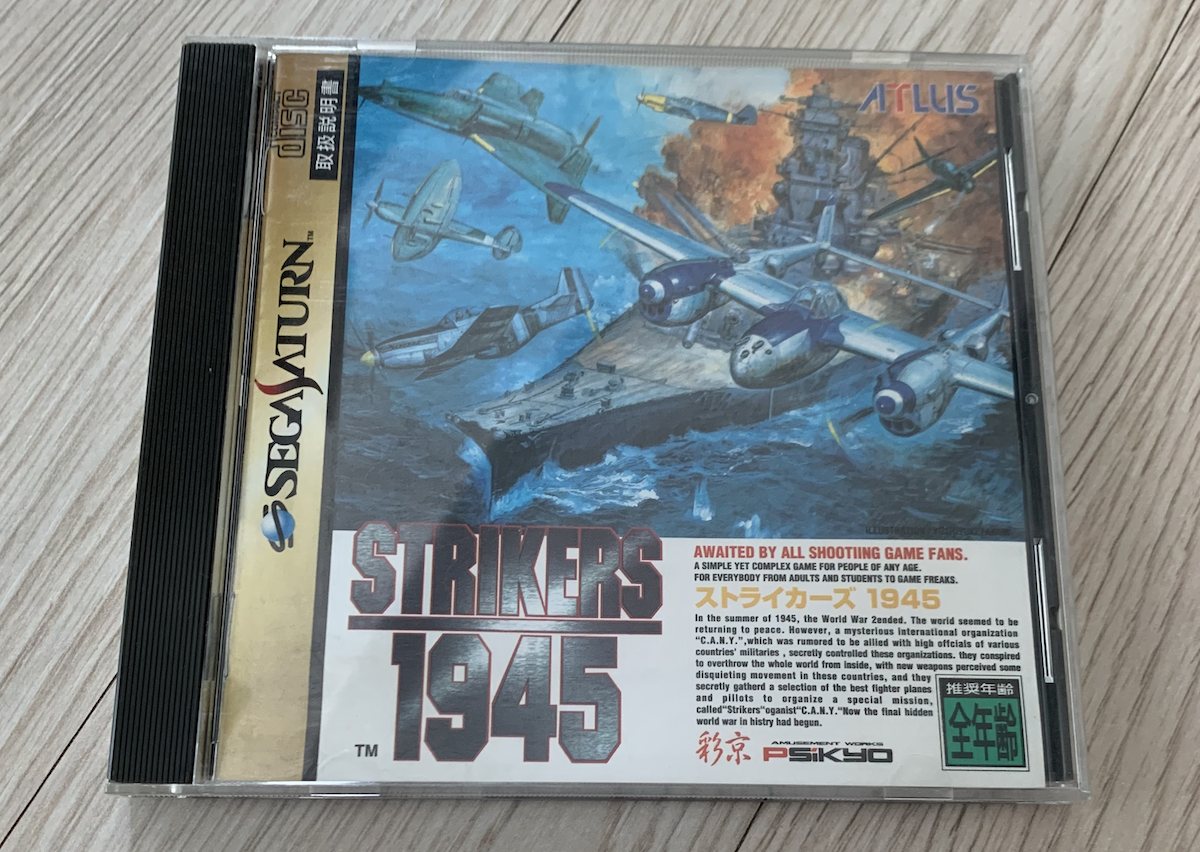 disc
取扱説明書
SEGA SATURN™
ATLUS
STRIKERS
1945
TM
AWAITED BY ALL SHOOTIING GAME FANS.
A SIMPLE YET COMPLEX GAME FOR PEOPLE OF ANY AGE.
FOR EVERYBODY FROM ADULTS AND STUDENTS TO GAME FREAKS.
ストライカーズ 1945
In the summer of 1945, the World War 2ended. The world seemed to be
returning to peace. However, a mysterious international organization
"C.A.N.Y.",which was rumored to be allied with high offcials of various
countries' militaries , secretly controlled these organizations. they conspired
to overthrow the whole world from inside, with new weapons perceived some
disquieting movement in these countries, and they
secretly gatherd a selection of the best fighter planes
and pilots to organize a special mission,
called"Strikers"oganist"C.A.N.Y."Now the final hidden
world war in histry had begun.
彩京
AMUSEMENT WORKS
PSiKYO
推奨年齢
全年齢